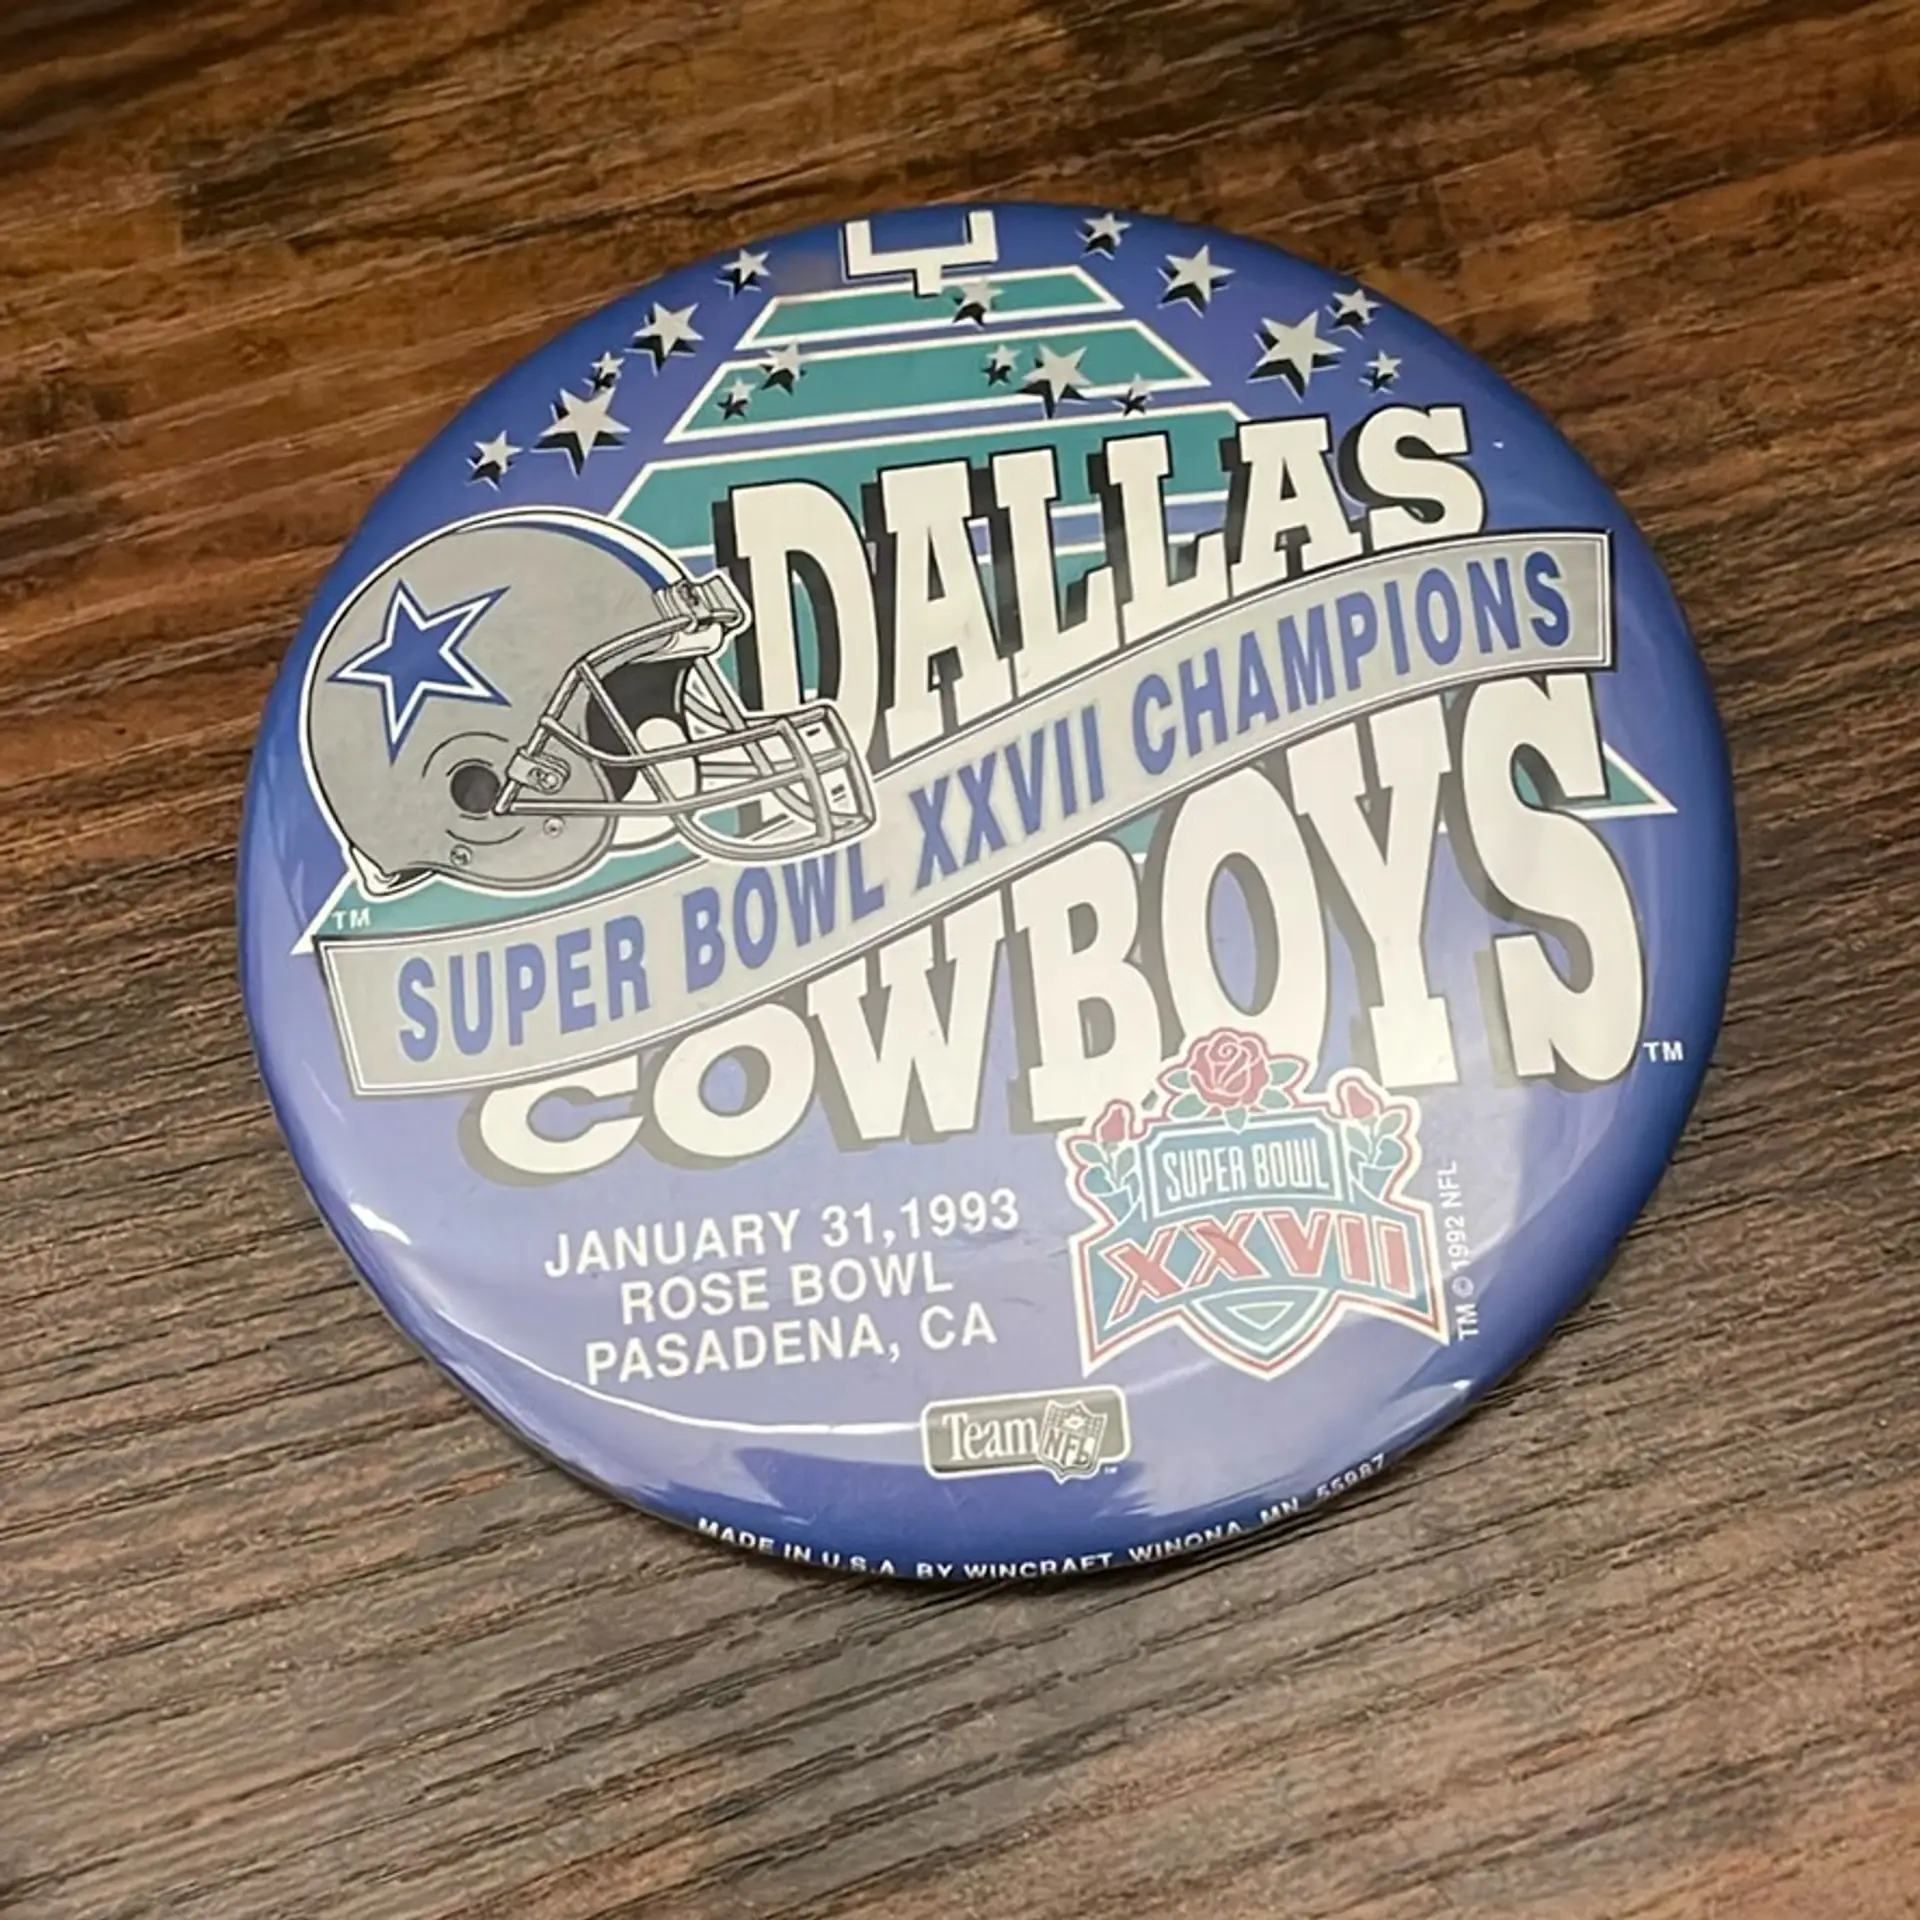 DALLAS
SUPER BOWL XXVII CHAMPIONS
COWBOYS
TM
TM
JANUARY 31, 1993
ROSE BOWL
PASADENA, CA
SUPER BOWL
XXVII
TM © 1992 NFL
Team NFL
MADE IN U.S.A. BY WINCRAFT, WINONA, MN 55987